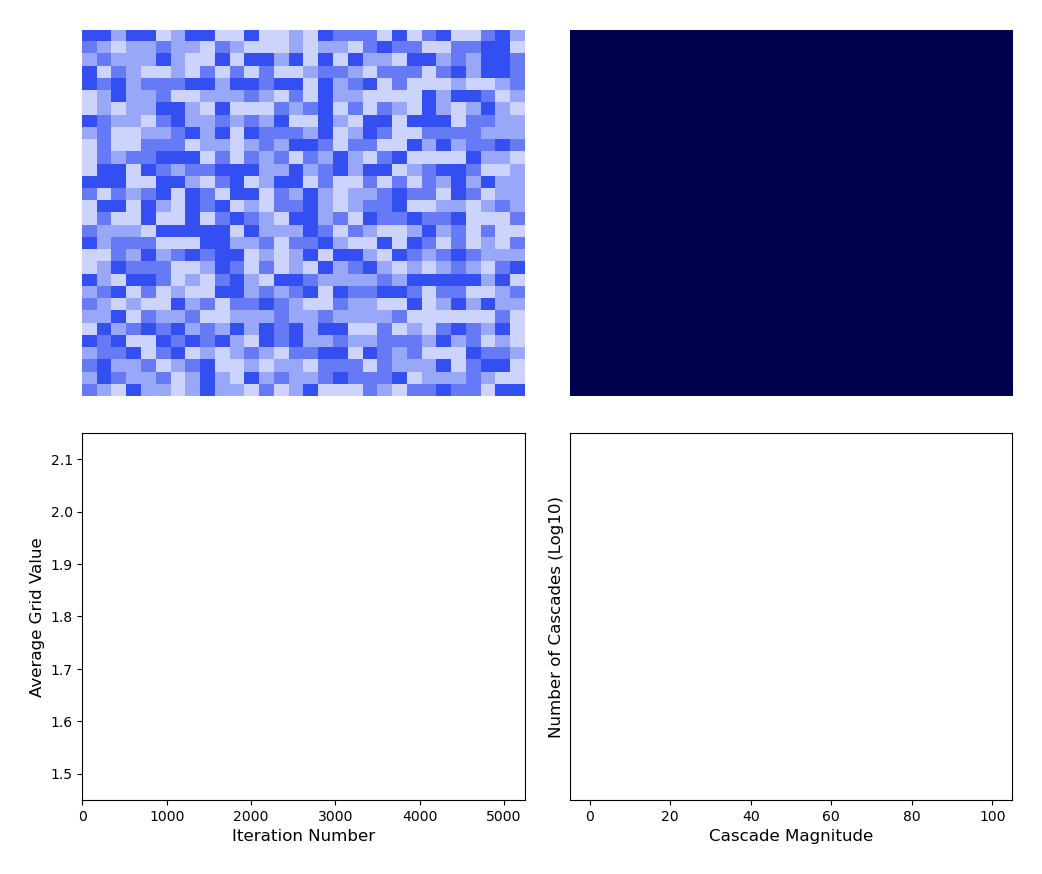 2.1
2.0
1.9
1.8
1.7
1.6
1.5
Average Grid Value
0 1000 2000 3000 4000 5000
Iteration Number
Number of Cascades (Log10)
0 20 40 60 80 100
Cascade Magnitude